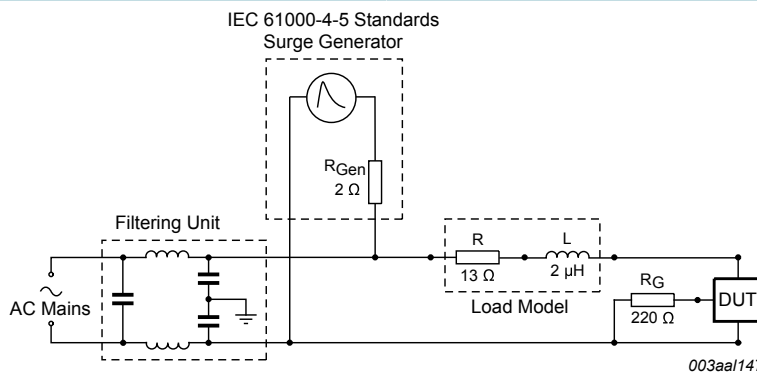 IEC 61000-4-5 Standards
Surge Generator
RGen
2 Ω
Filtering Unit
AC Mains
R
13 Ω
L
2 µH
Load Model
RG
220 Ω
DUT